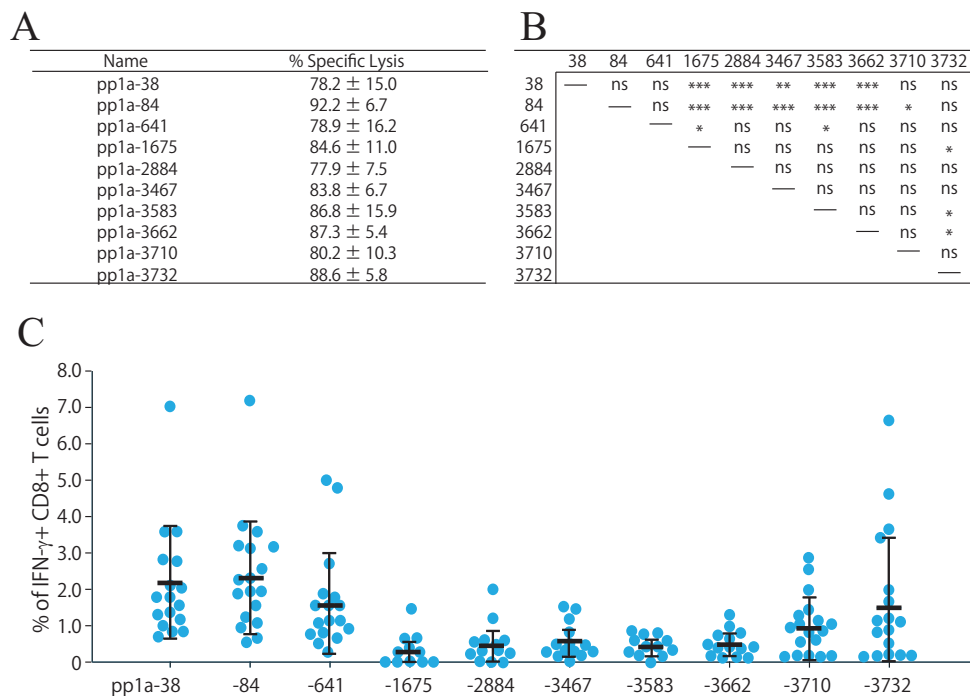 A
Name % Specific Lysis
pp1a-38 78.2 ± 15.0
pp1a-84 92.2 ± 6.7
pp1a-641 78.9 ± 16.2
pp1a-1675 84.6 ± 11.0
pp1a-2884 77.9 ± 7.5
pp1a-3467 83.8 ± 6.7
pp1a-3583 86.8 ± 15.9
pp1a-3662 87.3 ± 5.4
pp1a-3710 80.2 ± 10.3
pp1a-3732 88.6 ± 5.8
B
38 84 641 1675 2884 3467 3583 3662 3710 3732
38 — ns ns *** *** ** *** *** ns ns
84 — ns *** *** *** *** *** * ns
641 — * ns ns * ns ns ns
1675 — ns ns ns ns ns *
2884 — ns ns ns ns ns
3467 — ns ns ns ns
3583 — ns ns *
3662 — ns *
3710 — ns
3732 —
C
% of IFN-γ+ CD8+ T cells
8.0
7.0
6.0
5.0
4.0
3.0
2.0
1.0
0.0
pp1a-38 -84 -641 -1675 -2884 -3467 -3583 -3662 -3710 -3732